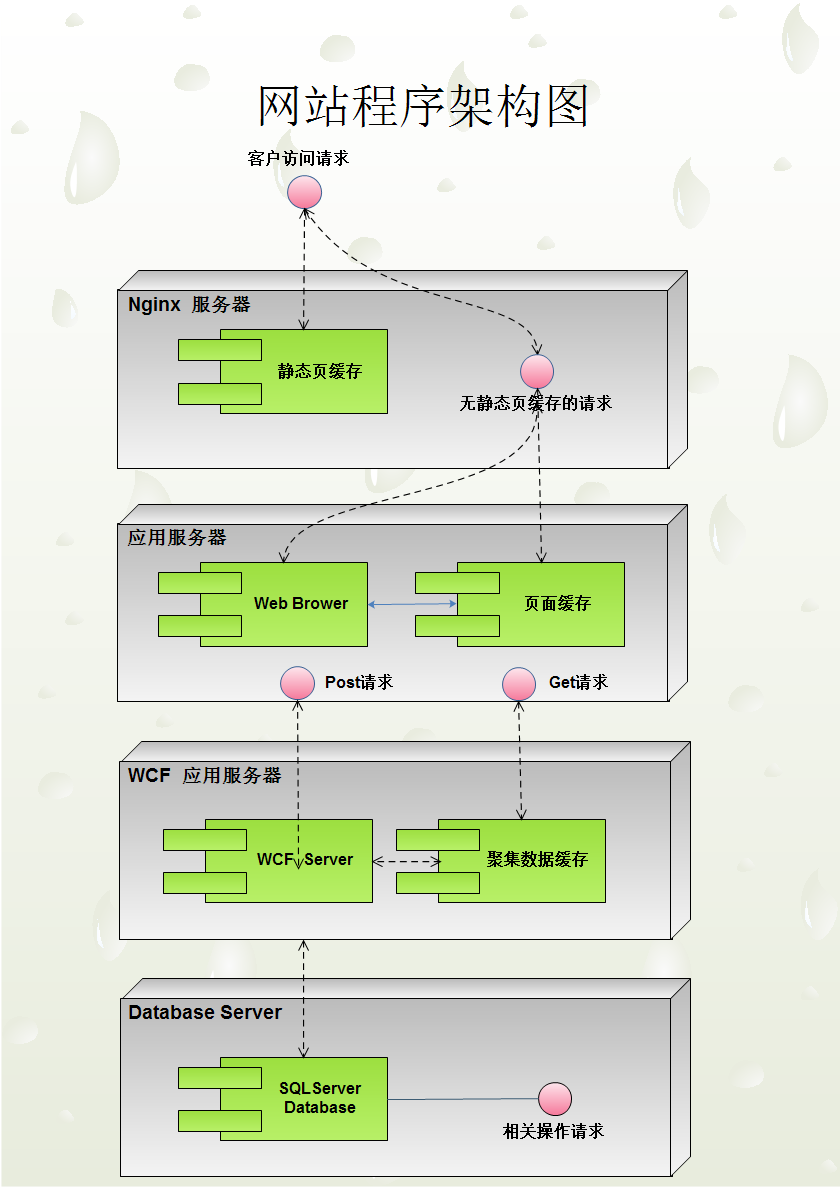 网站程序架构图
客户访问请求
Nginx 服务器
静态页缓存
无静态页缓存的请求
应用服务器
Web Brower
页面缓存
Post请求
Get请求
WCF 应用服务器
WCF Server
聚集数据缓存
Database Server
SQLServer
Database
相关操作请求